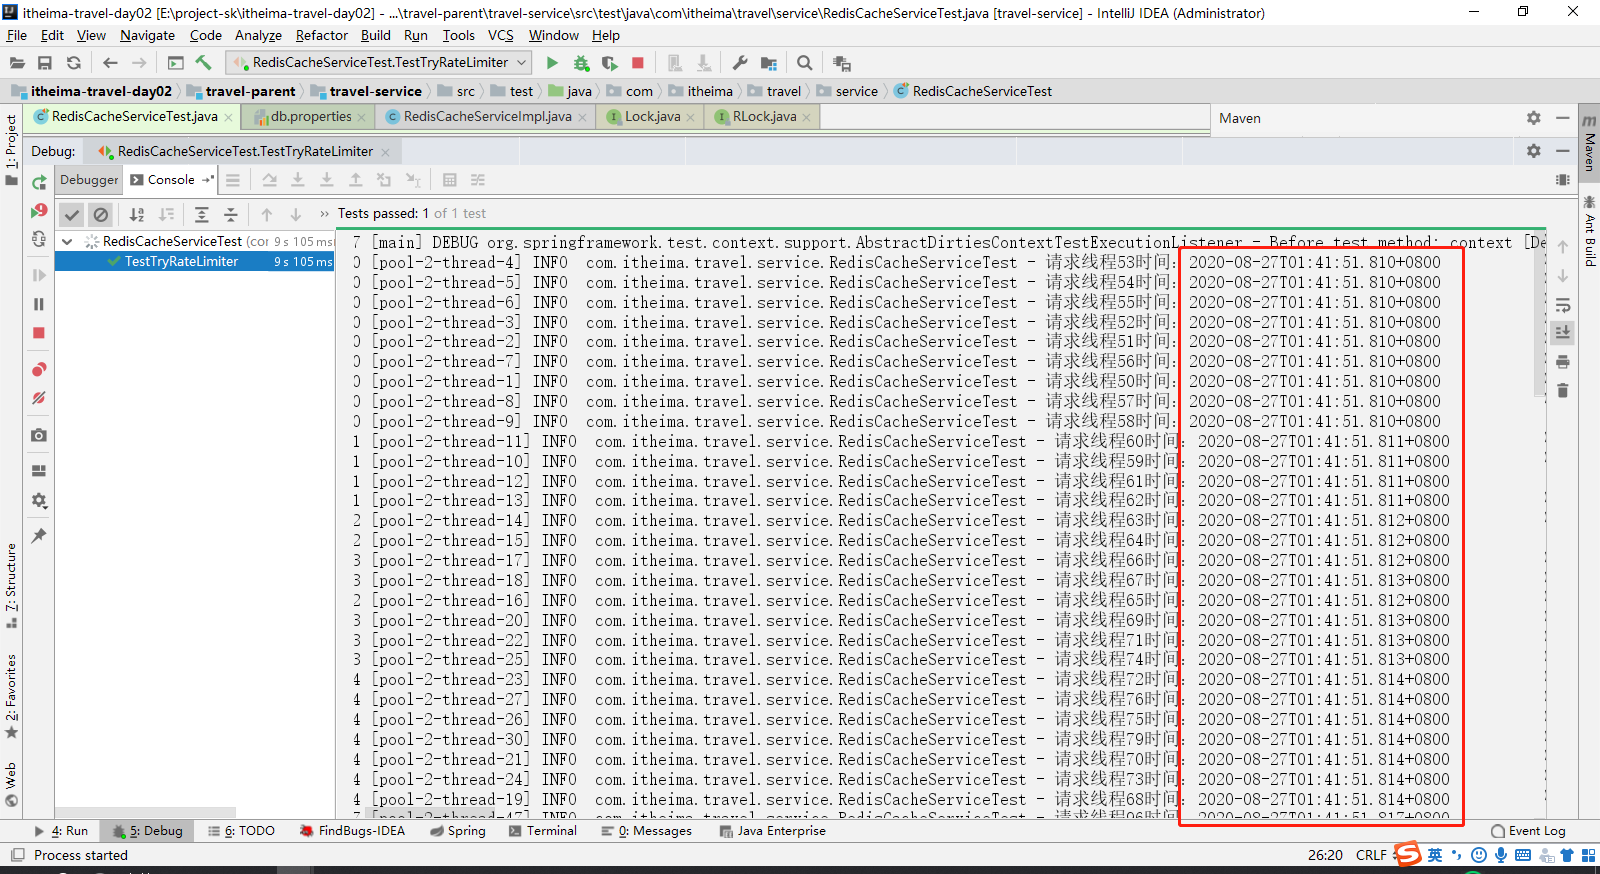 itheima-travel-day02 [E:\project-sk\itheima-travel-day02] - ...\travel-parent\travel-service\src\test\java\com\itheima\travel\service\RedisCacheServiceTest.java [travel-service] - IntelliJ IDEA (Administrator)
File Edit View Navigate Code Analyze Refactor Build Run Tools VCS Window Help
RedisCacheServiceTest.TestTryRateLimiter
itheima-travel-day02 travel-parent travel-service src test java com itheima travel service RedisCacheServiceTest
RedisCacheServiceTest.java db.properties RedisCacheServiceImpl.java Lock.java RLock.java Maven
Debug: RedisCacheServiceTest.TestTryRateLimiter
Debugger Console
Tests passed: 1 of 1 test
RedisCacheServiceTest (cor 9 s 105 ms
TestTryRateLimiter 9 s 105 ms
7 [main] DEBUG org.springframework.test.context.support.AbstractDirtiesContextTestExecutionListener - Before test method: context [De
0 [pool-2-thread-4] INFO com.itheima.travel.service.RedisCacheServiceTest - 请求线程53时间：2020-08-27T01:41:51.810+0800
0 [pool-2-thread-5] INFO com.itheima.travel.service.RedisCacheServiceTest - 请求线程54时间：2020-08-27T01:41:51.810+0800
0 [pool-2-thread-6] INFO com.itheima.travel.service.RedisCacheServiceTest - 请求线程55时间：2020-08-27T01:41:51.810+0800
0 [pool-2-thread-3] INFO com.itheima.travel.service.RedisCacheServiceTest - 请求线程52时间：2020-08-27T01:41:51.810+0800
0 [pool-2-thread-2] INFO com.itheima.travel.service.RedisCacheServiceTest - 请求线程51时间：2020-08-27T01:41:51.810+0800
0 [pool-2-thread-7] INFO com.itheima.travel.service.RedisCacheServiceTest - 请求线程56时间：2020-08-27T01:41:51.810+0800
0 [pool-2-thread-1] INFO com.itheima.travel.service.RedisCacheServiceTest - 请求线程50时间：2020-08-27T01:41:51.810+0800
0 [pool-2-thread-8] INFO com.itheima.travel.service.RedisCacheServiceTest - 请求线程57时间：2020-08-27T01:41:51.810+0800
0 [pool-2-thread-9] INFO com.itheima.travel.service.RedisCacheServiceTest - 请求线程58时间：2020-08-27T01:41:51.810+0800
1 [pool-2-thread-11] INFO com.itheima.travel.service.RedisCacheServiceTest - 请求线程60时间：2020-08-27T01:41:51.811+0800
1 [pool-2-thread-10] INFO com.itheima.travel.service.RedisCacheServiceTest - 请求线程59时间：2020-08-27T01:41:51.811+0800
1 [pool-2-thread-12] INFO com.itheima.travel.service.RedisCacheServiceTest - 请求线程61时间：2020-08-27T01:41:51.811+0800
1 [pool-2-thread-13] INFO com.itheima.travel.service.RedisCacheServiceTest - 请求线程62时间：2020-08-27T01:41:51.811+0800
2 [pool-2-thread-14] INFO com.itheima.travel.service.RedisCacheServiceTest - 请求线程63时间：2020-08-27T01:41:51.812+0800
2 [pool-2-thread-15] INFO com.itheima.travel.service.RedisCacheServiceTest - 请求线程64时间：2020-08-27T01:41:51.812+0800
3 [pool-2-thread-17] INFO com.itheima.travel.service.RedisCacheServiceTest - 请求线程66时间：2020-08-27T01:41:51.812+0800
3 [pool-2-thread-18] INFO com.itheima.travel.service.RedisCacheServiceTest - 请求线程67时间：2020-08-27T01:41:51.813+0800
2 [pool-2-thread-16] INFO com.itheima.travel.service.RedisCacheServiceTest - 请求线程65时间：2020-08-27T01:41:51.812+0800
3 [pool-2-thread-20] INFO com.itheima.travel.service.RedisCacheServiceTest - 请求线程69时间：2020-08-27T01:41:51.813+0800
3 [pool-2-thread-22] INFO com.itheima.travel.service.RedisCacheServiceTest - 请求线程71时间：2020-08-27T01:41:51.813+0800
3 [pool-2-thread-25] INFO com.itheima.travel.service.RedisCacheServiceTest - 请求线程74时间：2020-08-27T01:41:51.813+0800
4 [pool-2-thread-23] INFO com.itheima.travel.service.RedisCacheServiceTest - 请求线程72时间：2020-08-27T01:41:51.814+0800
4 [pool-2-thread-27] INFO com.itheima.travel.service.RedisCacheServiceTest - 请求线程76时间：2020-08-27T01:41:51.814+0800
4 [pool-2-thread-26] INFO com.itheima.travel.service.RedisCacheServiceTest - 请求线程75时间：2020-08-27T01:41:51.814+0800
4 [pool-2-thread-30] INFO com.itheima.travel.service.RedisCacheServiceTest - 请求线程79时间：2020-08-27T01:41:51.814+0800
4 [pool-2-thread-21] INFO com.itheima.travel.service.RedisCacheServiceTest - 请求线程70时间：2020-08-27T01:41:51.814+0800
4 [pool-2-thread-24] INFO com.itheima.travel.service.RedisCacheServiceTest - 请求线程73时间：2020-08-27T01:41:51.814+0800
4 [pool-2-thread-19] INFO com.itheima.travel.service.RedisCacheServiceTest - 请求线程68时间：2020-08-27T01:41:51.814+0800
1: Project
7: Structure
2: Favorites
Web
Maven
Ant Build
4: Run 5: Debug 6: TODO FindBugs-IDEA Spring Terminal 0: Messages Java Enterprise Event Log
Process started 26:20 CRLF 英